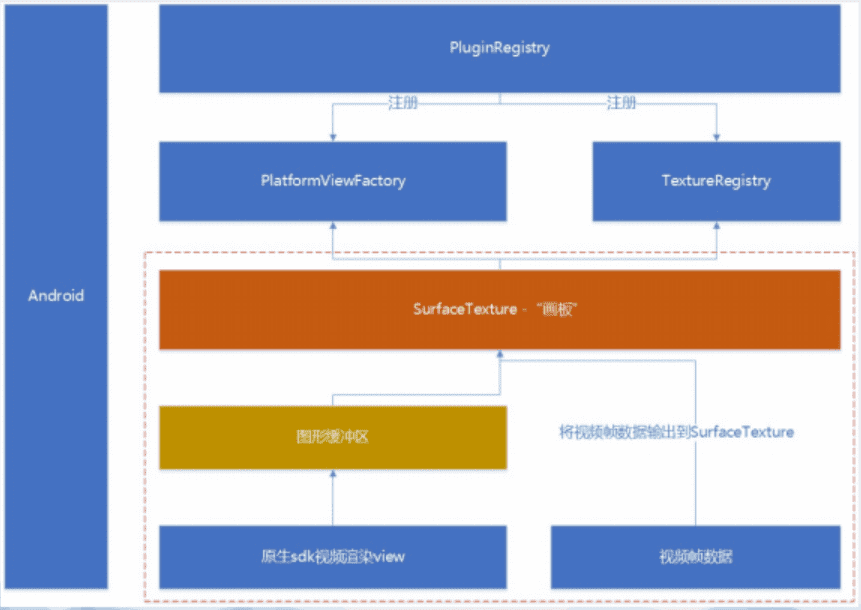 PluginRegistry
注册
注册
PlatformViewFactory
TextureRegistry
Android
SurfaceTexture - “画板”
图形缓冲区
将视频帧数据输出到SurfaceTexture
原生sdk视频渲染view
视频帧数据